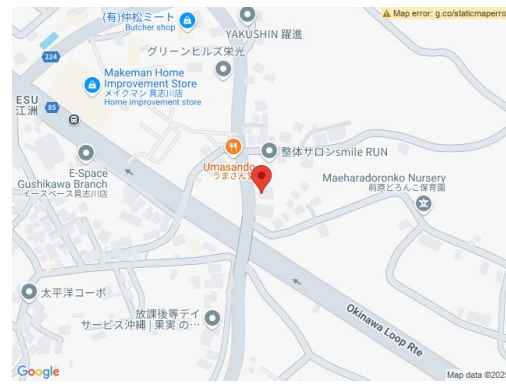 Map error: g.co/staticmaperro
(有)仲松ミート
Butcher shop
YAKUSHIN 躍進
グリーンヒルズ栄光
224
Makeman Home
Improvement Store
メイクマン 具志川店
Home improvement store
ESU
江洲
85
E-Space
Gushikawa Branch
イースペース具志川店
Umasando
うまさん
整体サロンsmile RUN
Maeharadoronko Nursery
前原どろんこ保育園
太平洋コーポ
放課後等デイ
サービス沖縄 | 果実 の…
Okinawa Loop Rte
Google
Map data ©2025